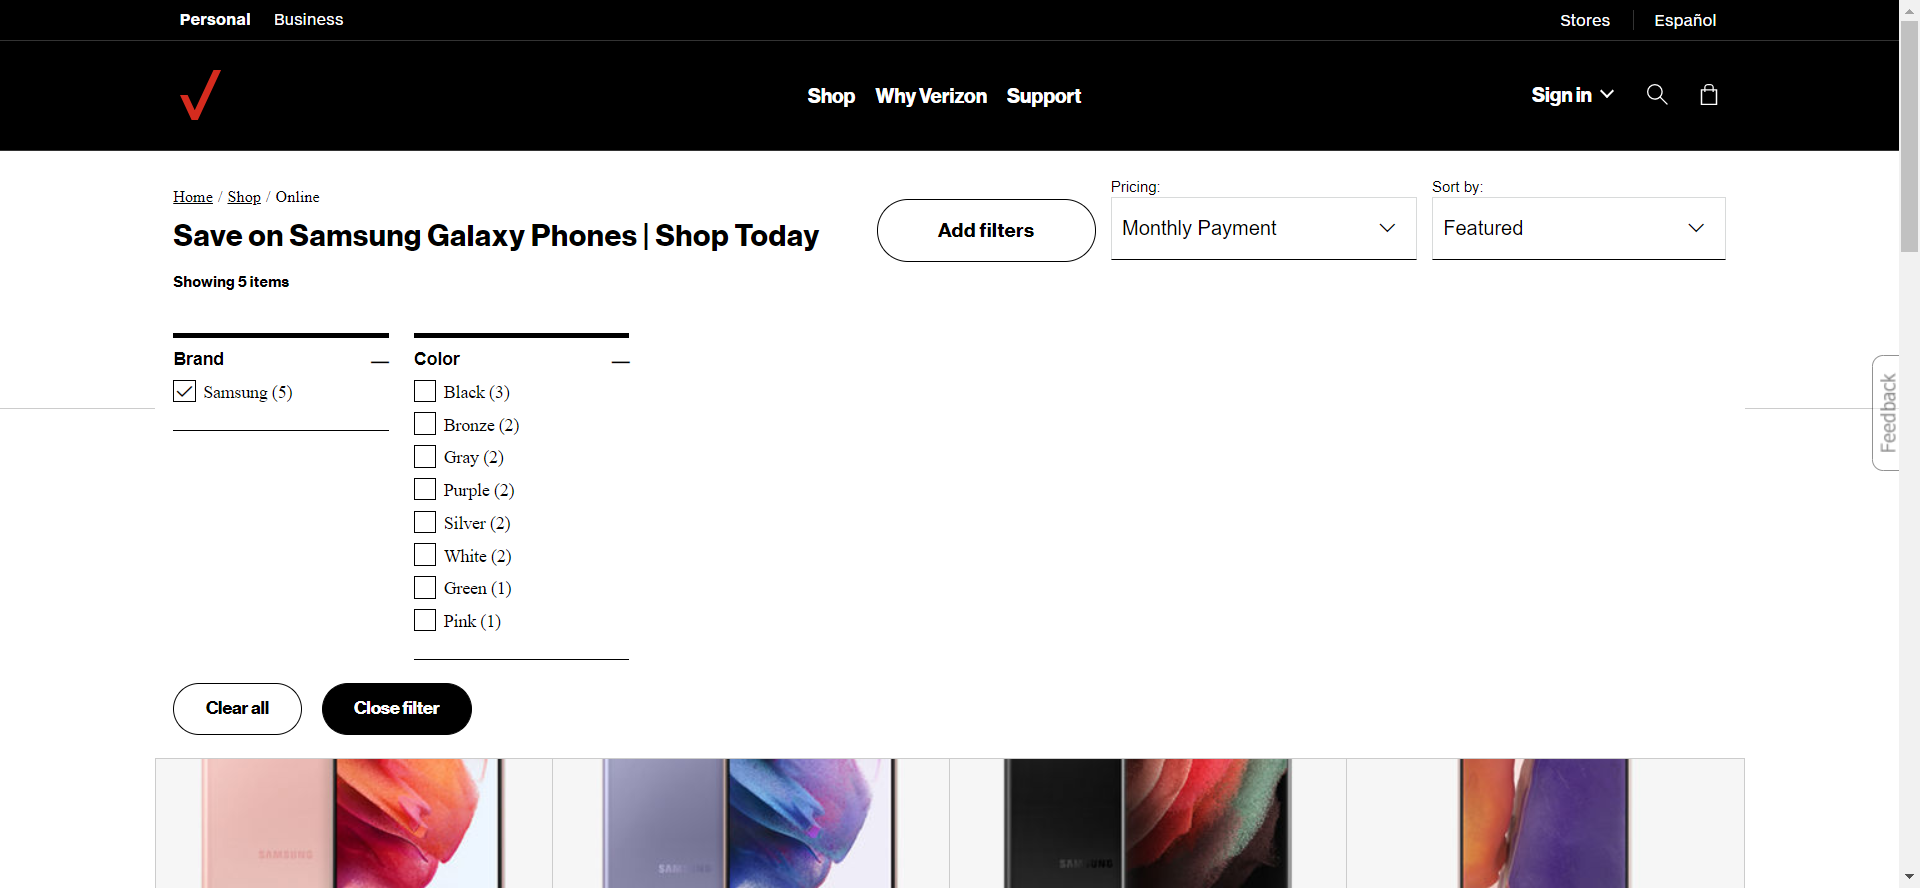 Personal Business
Stores Español
Shop Why Verizon Support
Sign in
Home / Shop / Online
Save on Samsung Galaxy Phones | Shop Today
Showing 5 items
Add filters
Pricing:
Monthly Payment
Sort by:
Featured
Brand
Samsung (5)
Color
Black (3)
Bronze (2)
Gray (2)
Purple (2)
Silver (2)
White (2)
Green (1)
Pink (1)
Clear all
Close filter
Feedback
SAMSUNG
SAMSUNG